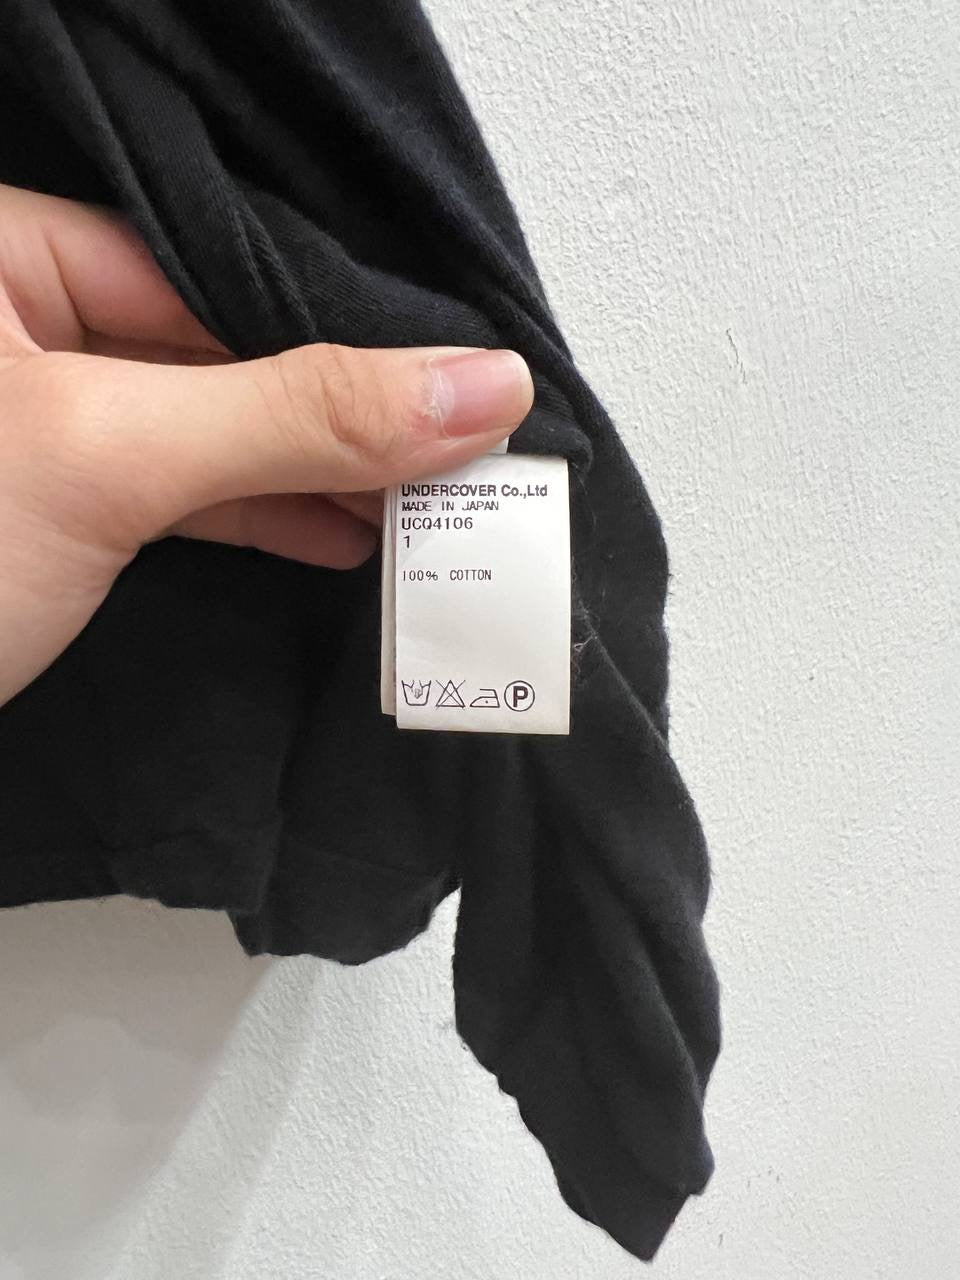 UNDERCOVER Co.,Ltd
MADE IN JAPAN
UCQ4106
1
100% COTTON
P